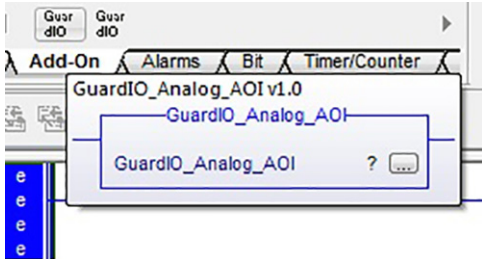 Guar dIO
Guar dIO
Add-On
Alarms
Bit
Timer/Counter
GuardIO_Analog_AOI v1.0
GuardIO_Analog_AOI
GuardIO_Analog_AOI ? ...
e
e
e
e